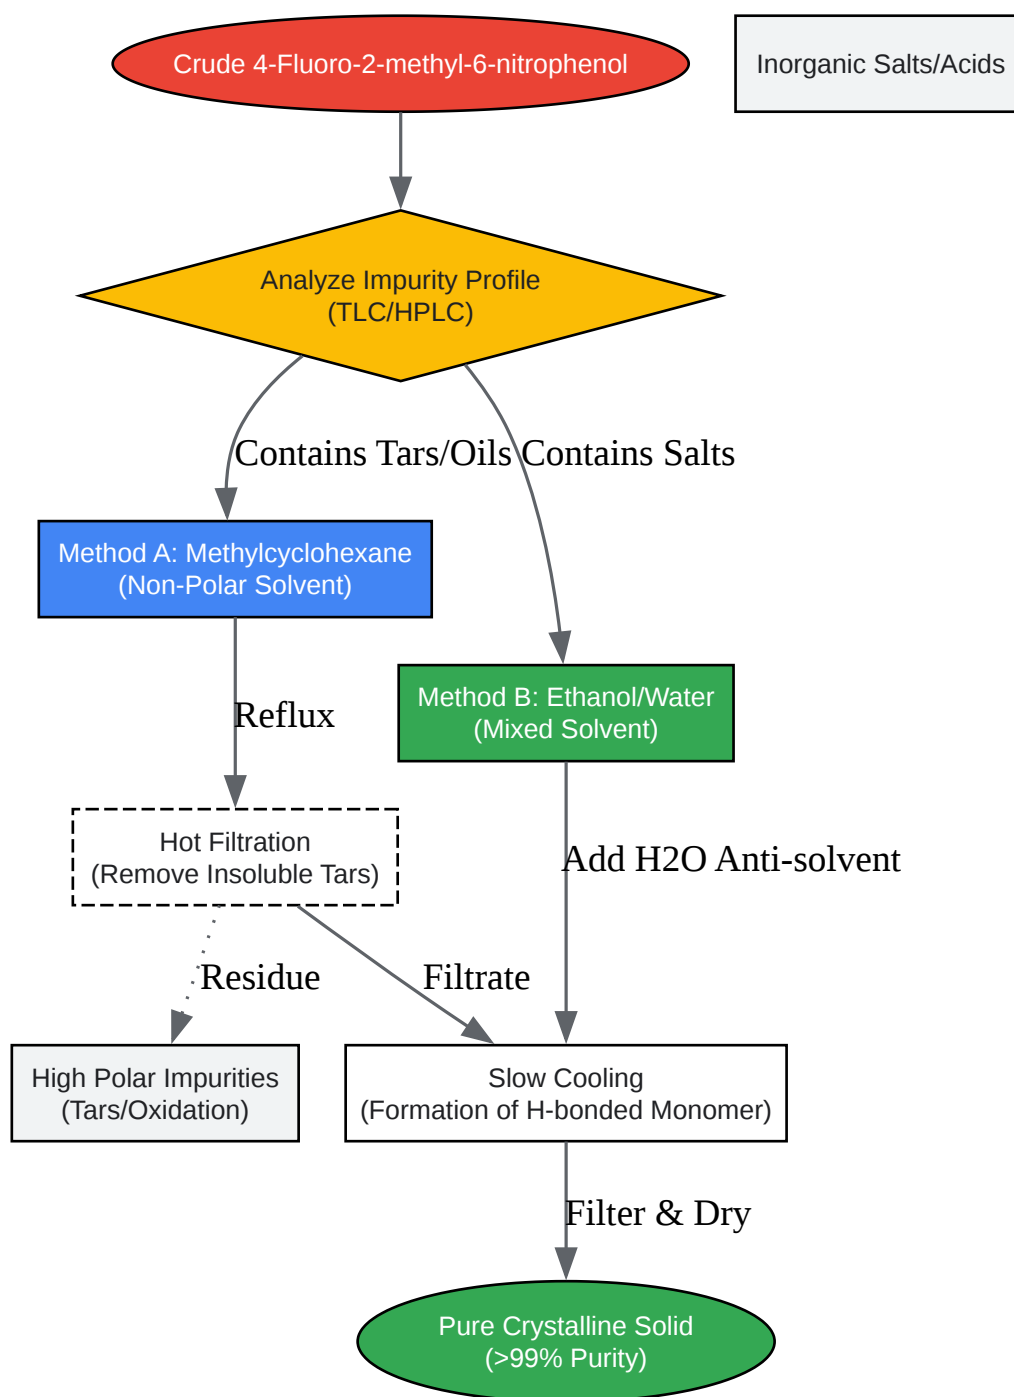 Crude 4-Fluoro-2-methyl-6-nitrophenol
Inorganic Salts/Acids
Analyze Impurity Profile
(TLC/HPLC)
Contains Tars/Oils
Contains Salts
Method A: Methylcyclohexane
(Non-Polar Solvent)
Method B: Ethanol/Water
(Mixed Solvent)
Reflux
Hot Filtration
(Remove Insoluble Tars)
Add H2O Anti-solvent
Residue
Filtrate
High Polar Impurities
(Tars/Oxidation)
Slow Cooling
(Formation of H-bonded Monomer)
Filter & Dry
Pure Crystalline Solid
(>99% Purity)